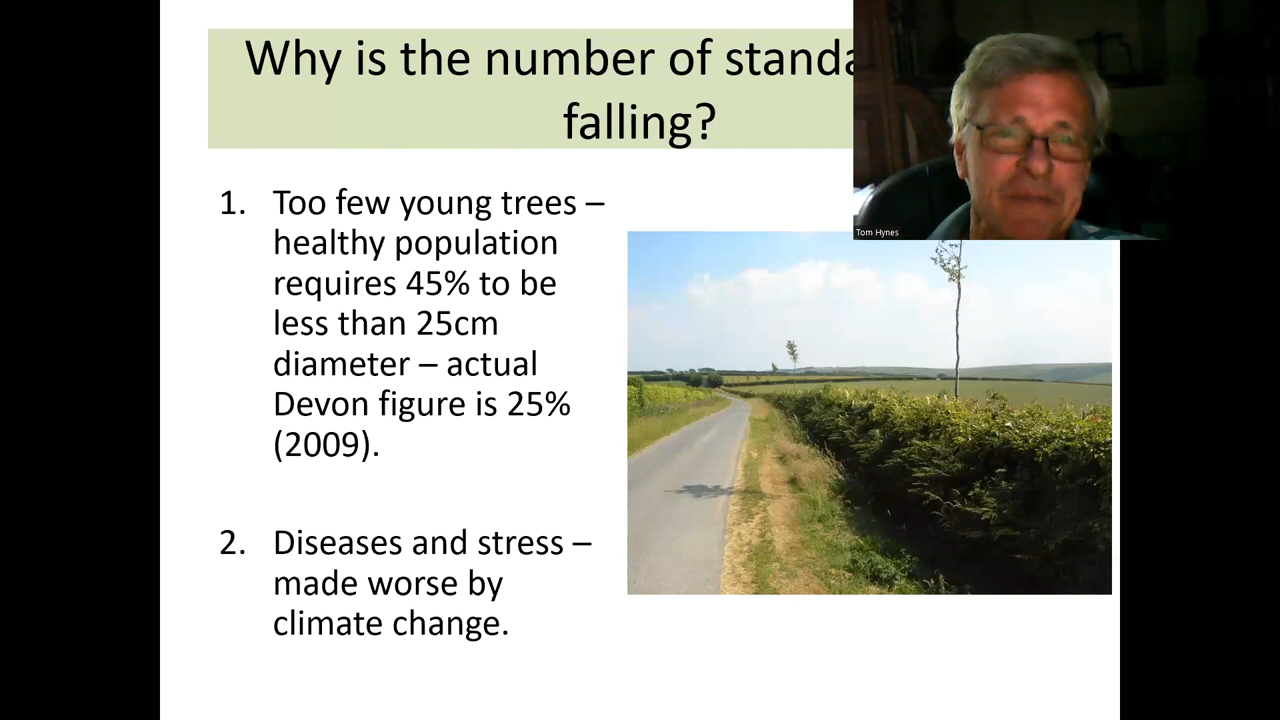 Why is the number of standa
falling?
Tom Hynes
1. Too few young trees –
healthy population
requires 45% to be
less than 25cm
diameter – actual
Devon figure is 25%
(2009).
2. Diseases and stress –
made worse by
climate change.